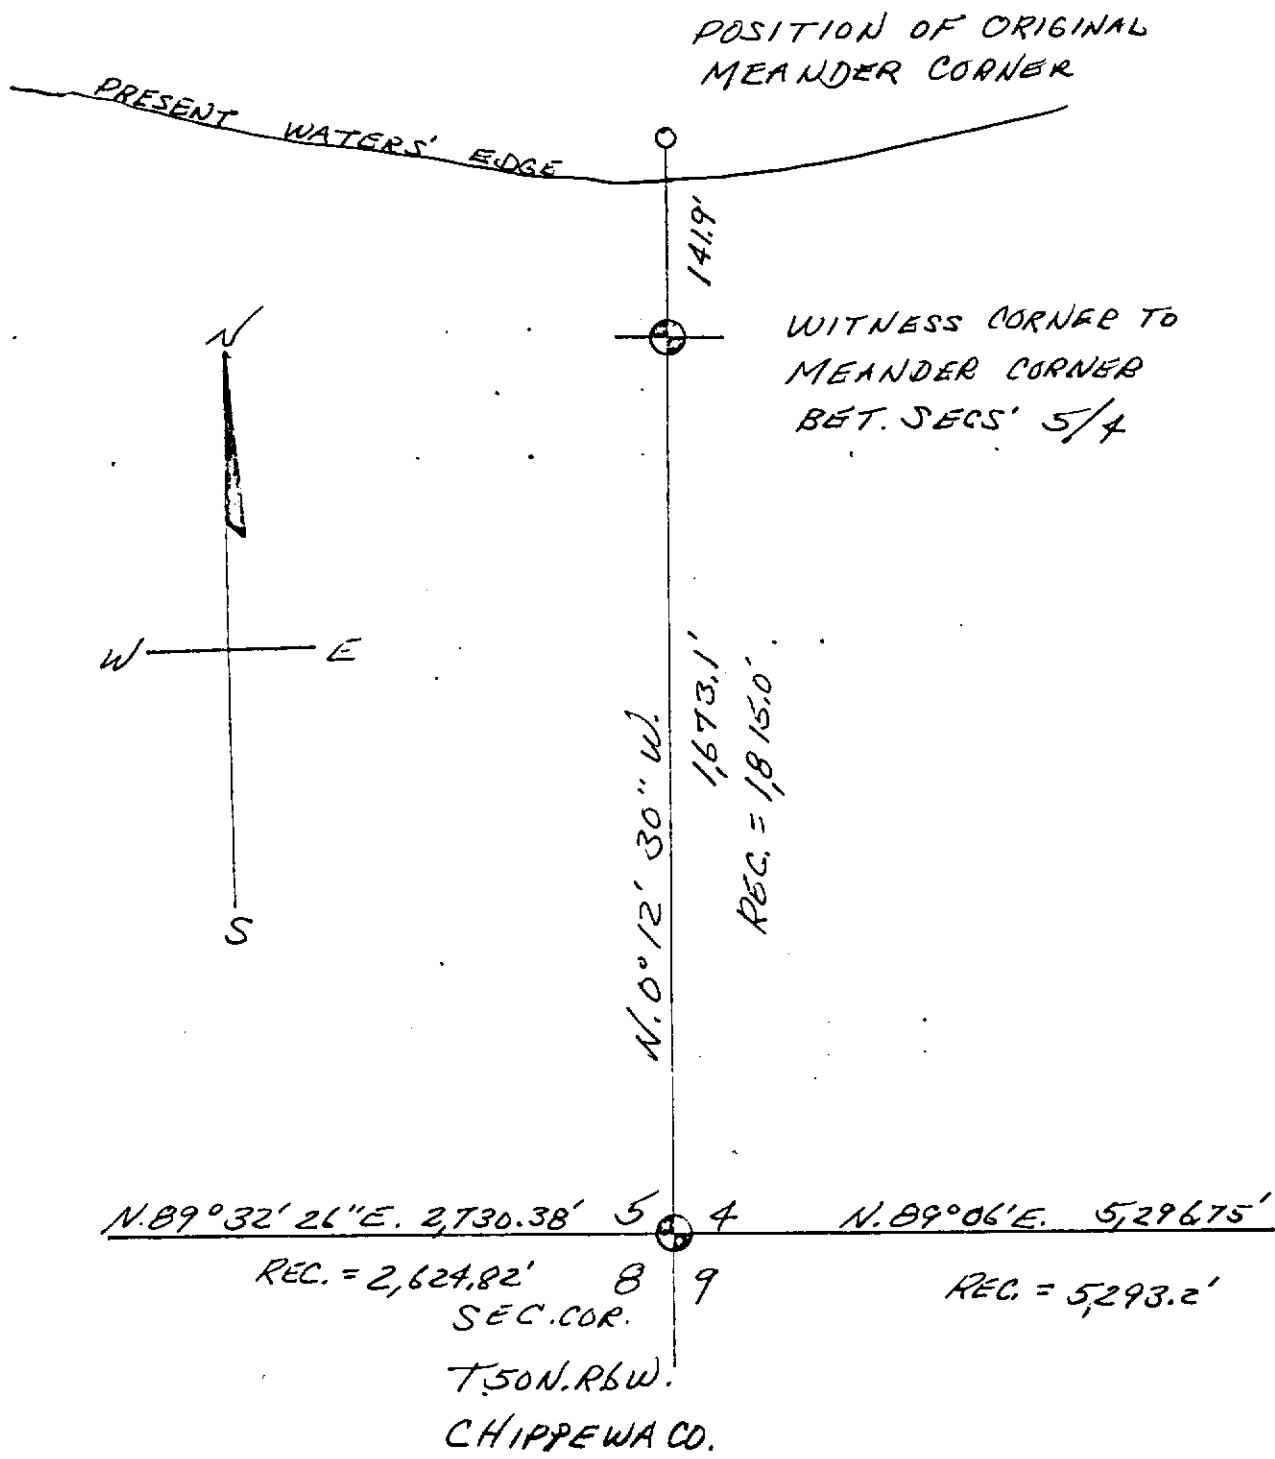 POSITION OF ORIGINAL
MEANDER CORNER
PRESENT WATERS' EDGE
141.9'
WITNESS CORNER TO
MEANDER CORNER
BET. SECS' 5/4
N
W E
S
N. 0° 12' 30" W.
1,673.1'
REC. = 1,815.0'
N. 89° 32' 26" E. 2,730.38' 5 4 N. 89° 06' E. 5,296.75'
REC. = 2,624.82' 8 9 REC. = 5,293.2'
SEC. COR.
T.50N. R6W.
CHIPPEWA CO.